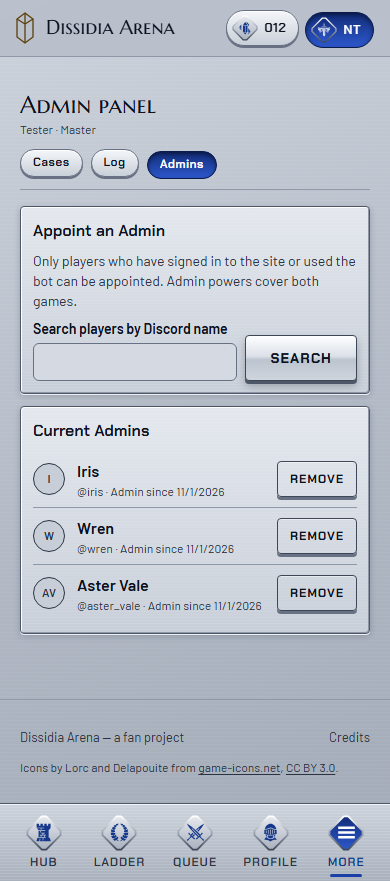 Dissidia Arena
012
NT
Admin panel
Tester · Master
Cases
Log
Admins
Appoint an Admin
Only players who have signed in to the site or used the
bot can be appointed. Admin powers cover both
games.
Search players by Discord name
SEARCH
Current Admins
I
Iris
@iris · Admin since 11/1/2026
REMOVE
W
Wren
@wren · Admin since 11/1/2026
REMOVE
AV
Aster Vale
@aster_vale · Admin since 11/1/2026
REMOVE
Dissidia Arena — a fan project
Credits
Icons by Lorc and Delapouite from game-icons.net, CC BY 3.0.
HUB
LADDER
QUEUE
PROFILE
MORE